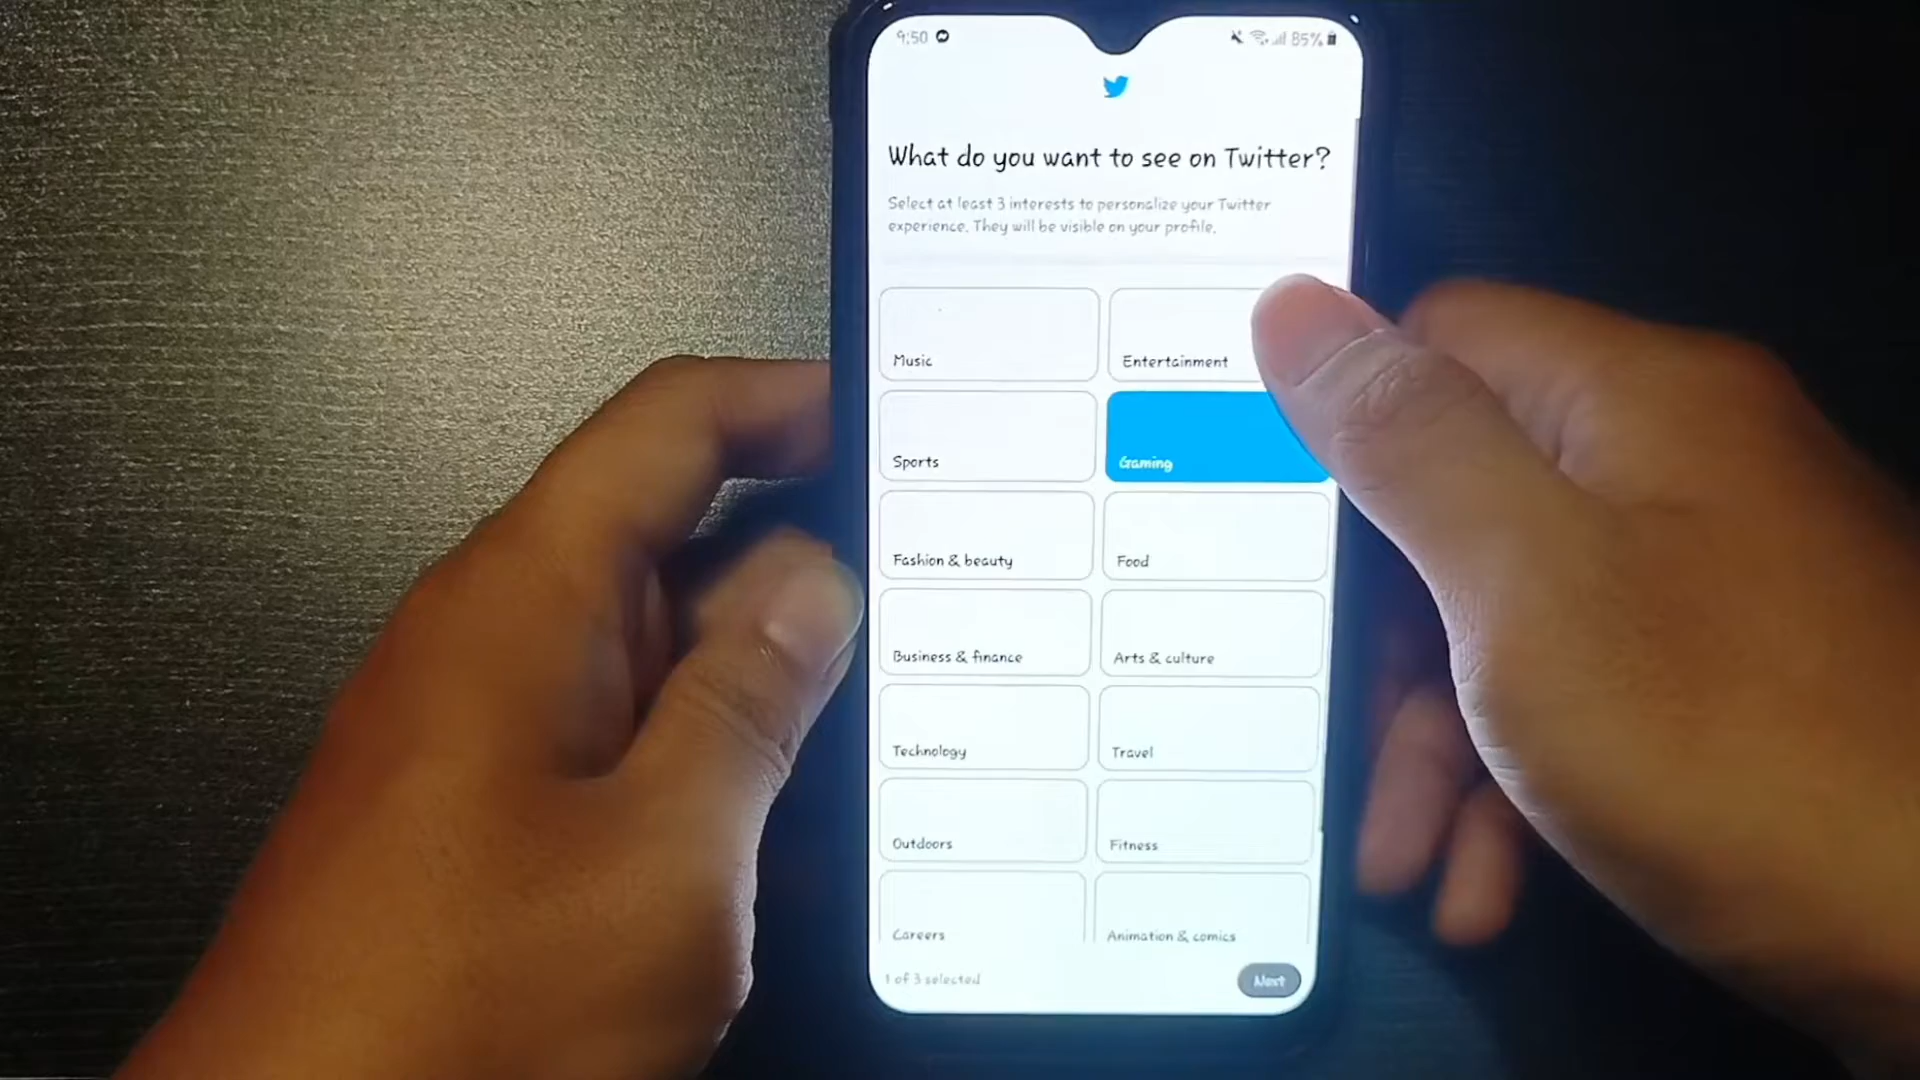 9:50
85%
What do you want to see on Twitter?
Select at least 3 interests to personalize your Twitter
experience. They will be visible on your profile.
Music
Entertainment
Sports
Gaming
Fashion & beauty
Food
Business & finance
Arts & culture
Technology
Travel
Outdoors
Fitness
Careers
Animation & comics
1 of 3 selected
Next